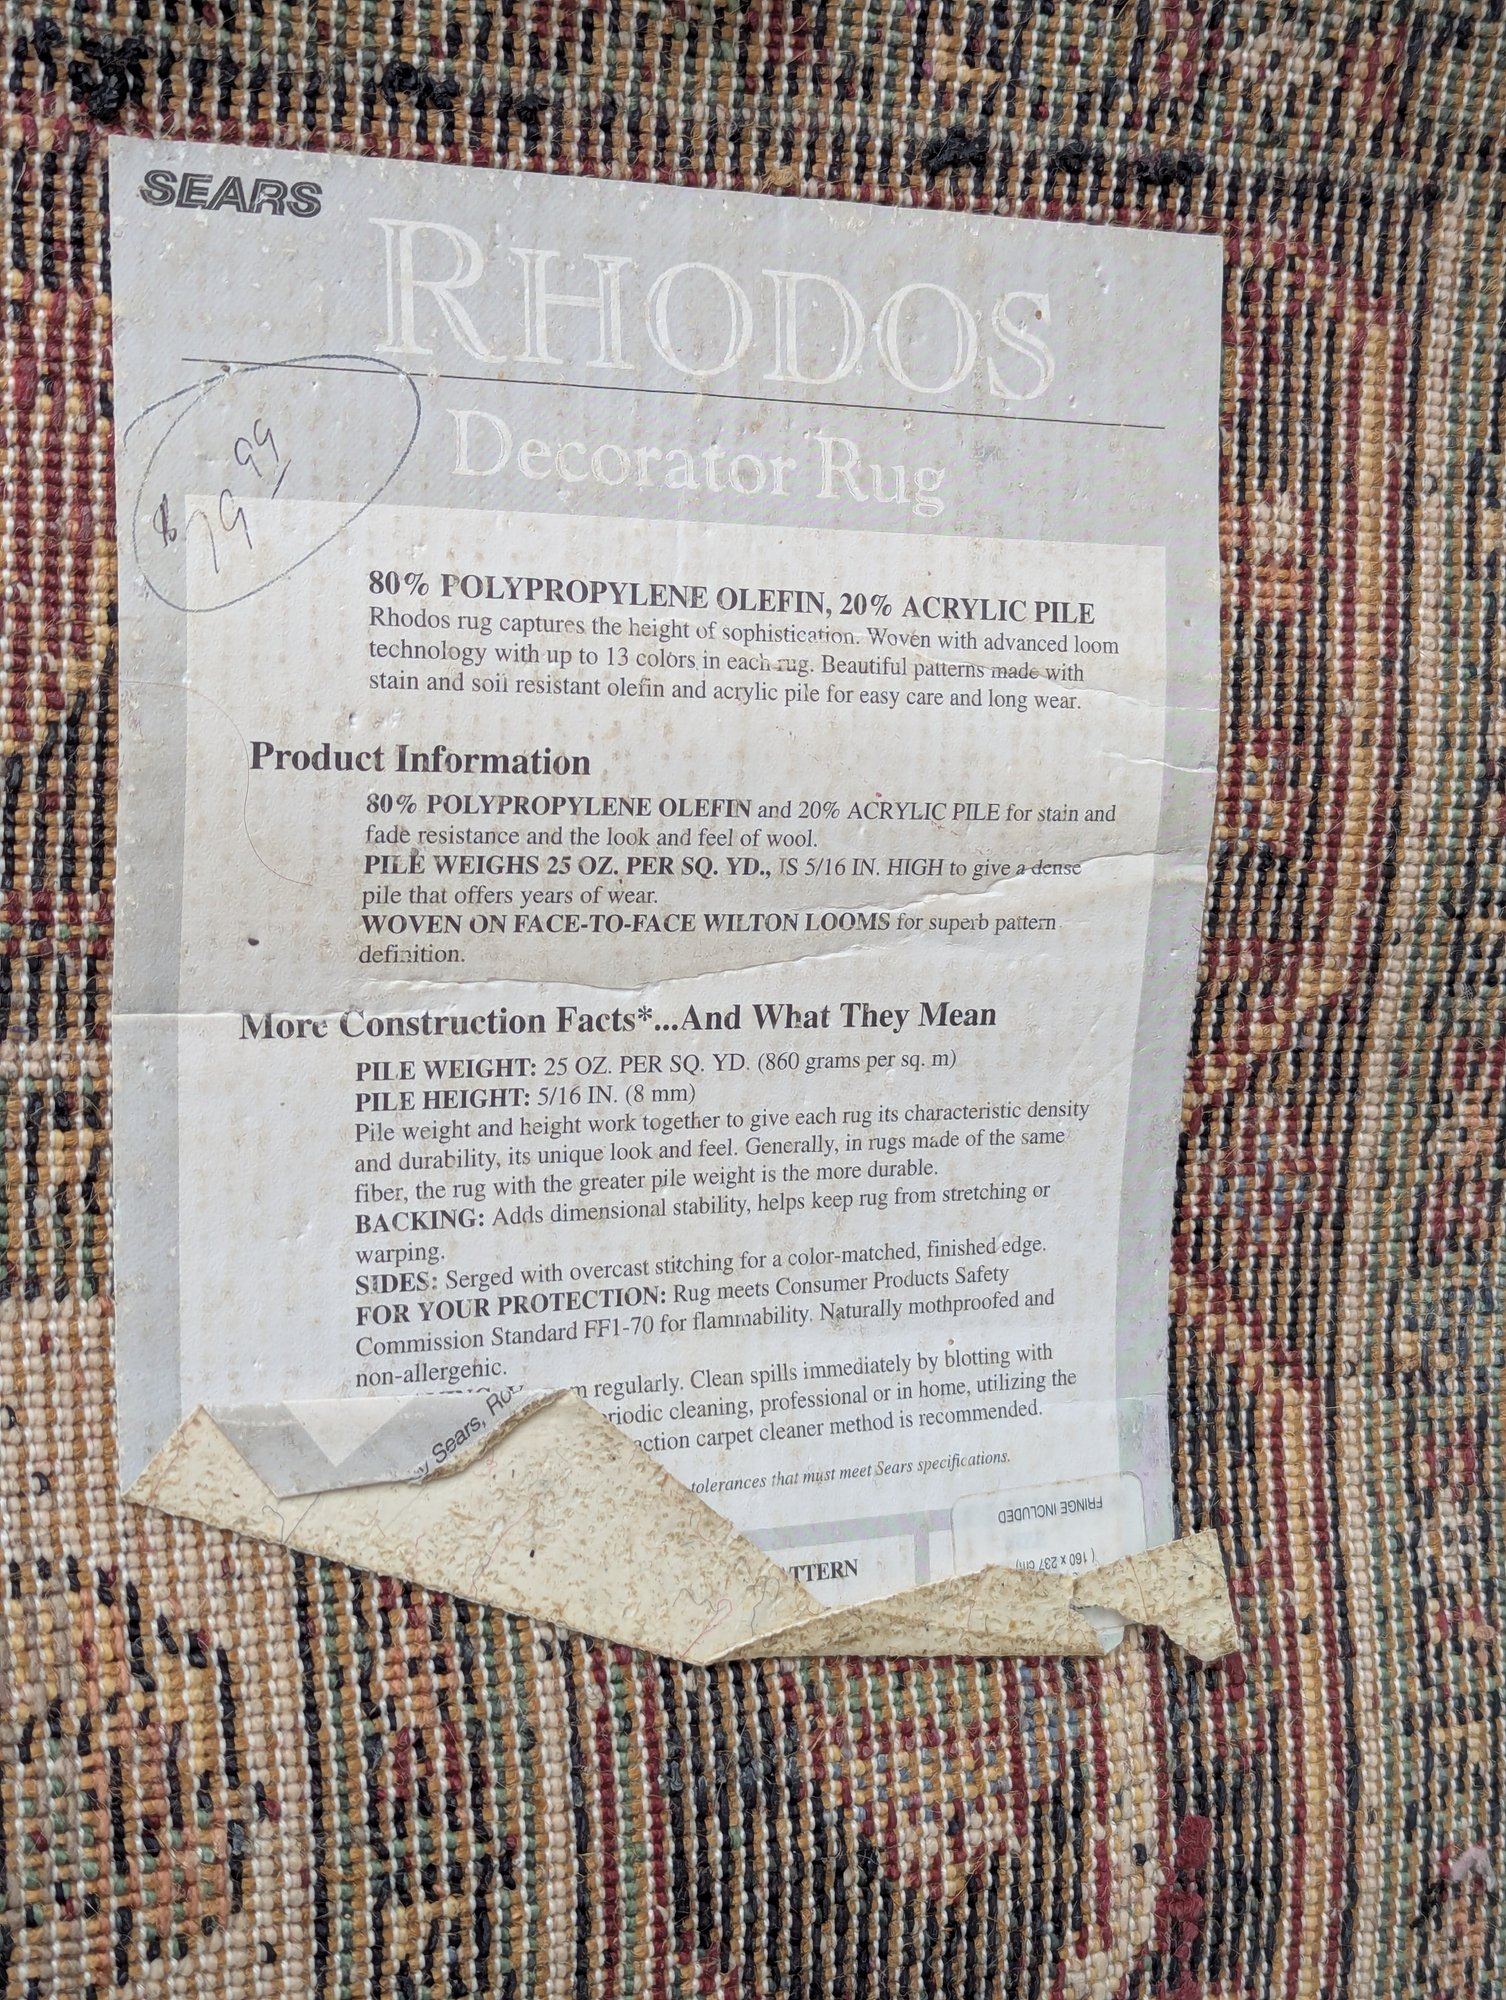 SEARS
RHODOS
Decorator Rug
$79 99
80% POLYPROPYLENE OLEFIN, 20% ACRYLIC PILE
Rhodos rug captures the height of sophistication. Woven with advanced loom
technology with up to 13 colors in each rug. Beautiful patterns made with
stain and soil resistant olefin and acrylic pile for easy care and long wear.
Product Information
80% POLYPROPYLENE OLEFIN and 20% ACRYLIC PILE for stain and
fade resistance and the look and feel of wool.
PILE WEIGHS 25 OZ. PER SQ. YD., IS 5/16 IN. HIGH to give a dense
pile that offers years of wear.
WOVEN ON FACE-TO-FACE WILTON LOOMS for superb pattern
definition.
More Construction Facts*...And What They Mean
PILE WEIGHT: 25 OZ. PER SQ. YD. (860 grams per sq. m)
PILE HEIGHT: 5/16 IN. (8 mm)
Pile weight and height work together to give each rug its characteristic density
and durability, its unique look and feel. Generally, in rugs made of the same
fiber, the rug with the greater pile weight is the more durable.
BACKING: Adds dimensional stability, helps keep rug from stretching or
warping.
SIDES: Serged with overcast stitching for a color-matched, finished edge.
FOR YOUR PROTECTION: Rug meets Consumer Products Safety
Commission Standard FF1-70 for flammability. Naturally mothproofed and
non-allergenic.
regularly. Clean spills immediately by blotting with
cleaning, professional or in home, utilizing the
carpet cleaner method is recommended.
Sears,
tolerances that must meet Sears specifications.
FRINGE INCLUDED
(160 x 237 cm)